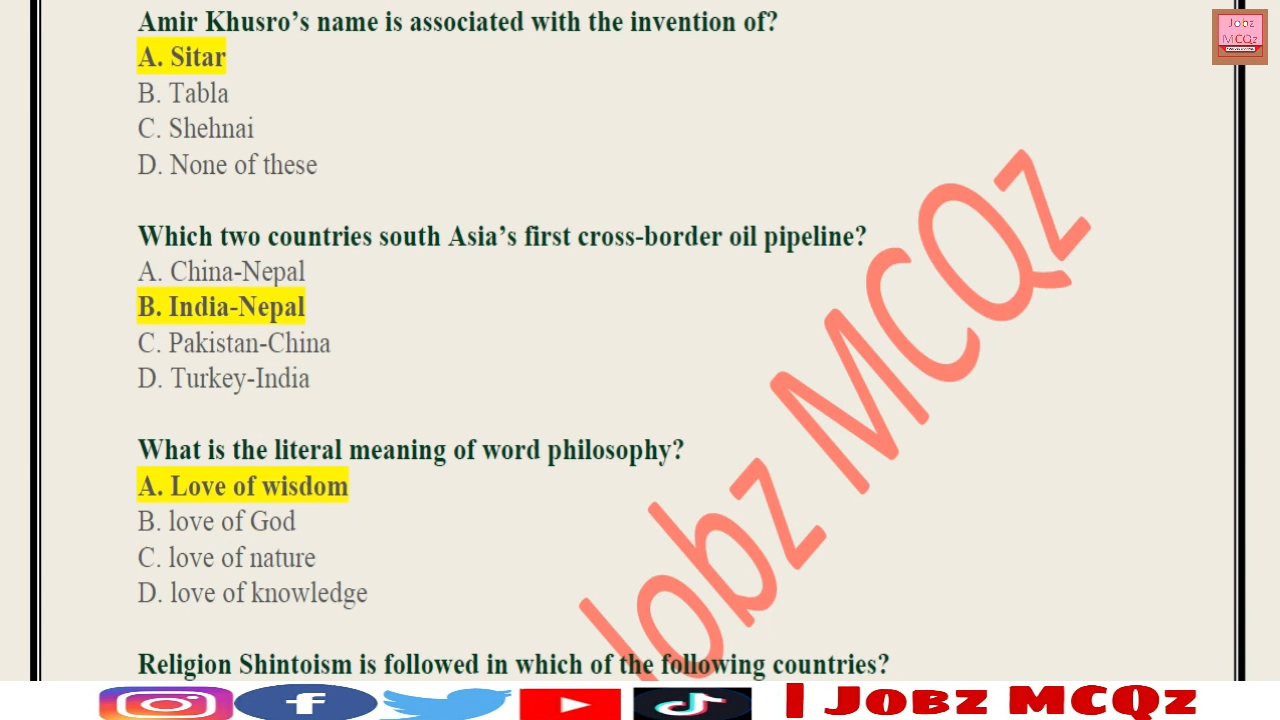 Amir Khusro’s name is associated with the invention of?
A. Sitar
B. Tabla
C. Shehnai
D. None of these
Which two countries south Asia’s first cross-border oil pipeline?
A. China-Nepal
B. India-Nepal
C. Pakistan-China
D. Turkey-India
What is the literal meaning of word philosophy?
A. Love of wisdom
B. love of God
C. love of nature
D. love of knowledge
Religion Shintoism is followed in which of the following countries?
Jobz MCQz
Jobz
MCQz
| Jobz MCQz